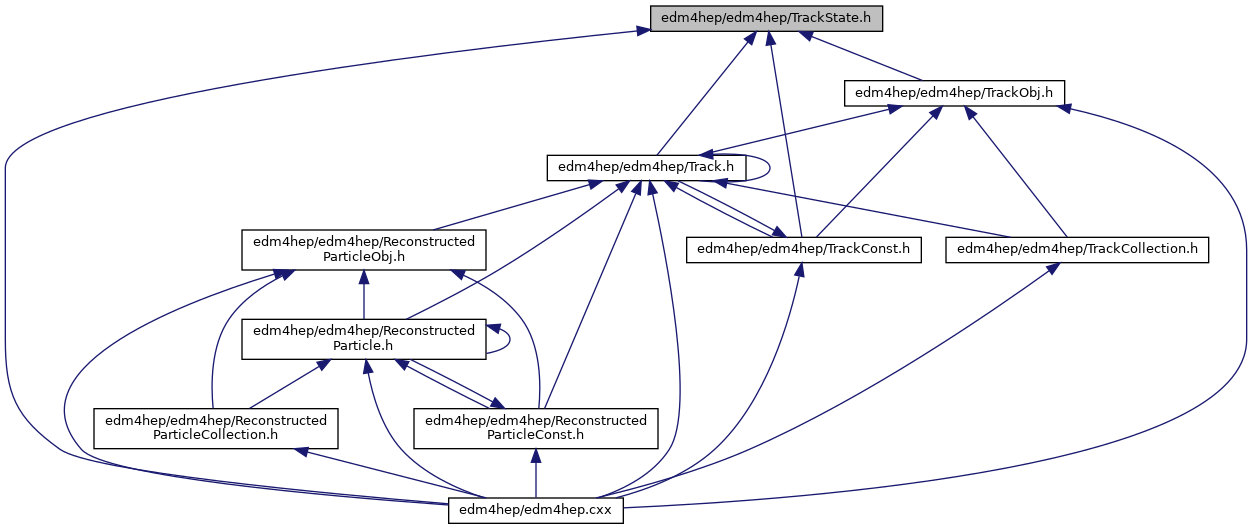 edm4hep/edm4hep/TrackState.h
edm4hep/edm4hep/TrackObj.h
edm4hep/edm4hep/Track.h
edm4hep/edm4hep/Reconstructed
ParticleObj.h
edm4hep/edm4hep/TrackConst.h
edm4hep/edm4hep/TrackCollection.h
edm4hep/edm4hep/Reconstructed
Particle.h
edm4hep/edm4hep/Reconstructed
ParticleCollection.h
edm4hep/edm4hep/Reconstructed
ParticleConst.h
edm4hep/edm4hep.cxx